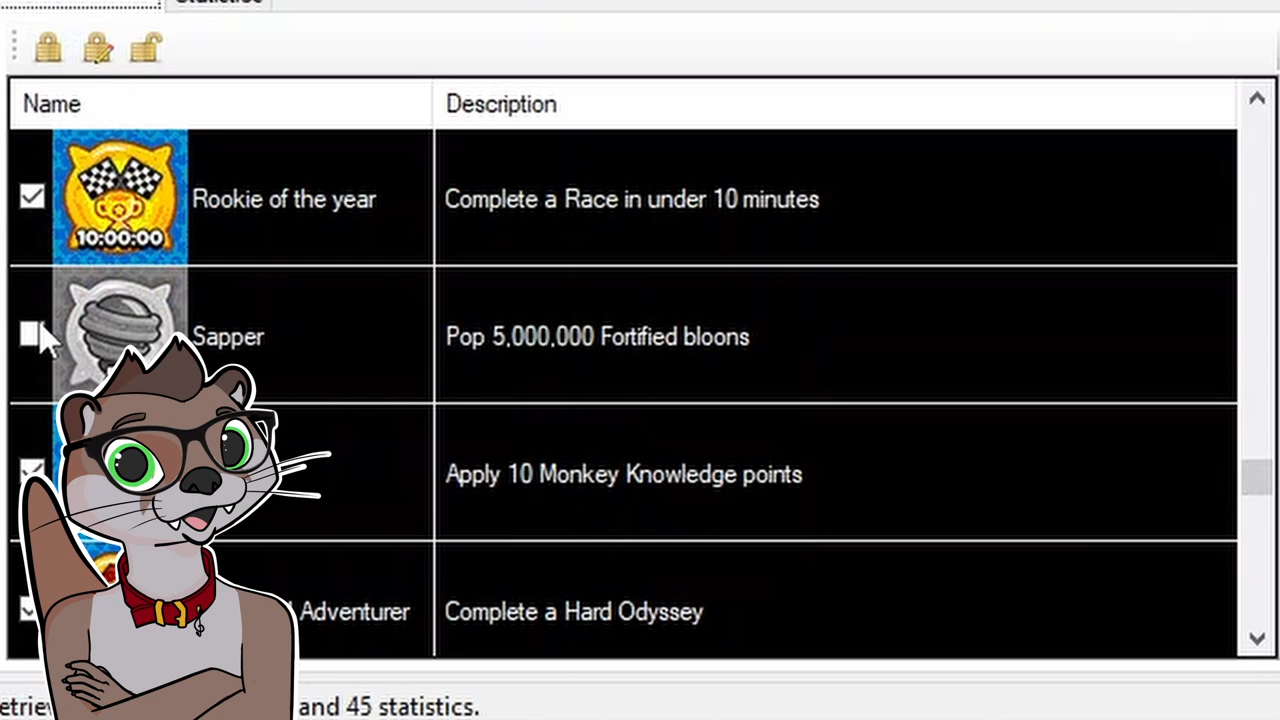 Statistics
Name Description
10:00:00
Rookie of the year Complete a Race in under 10 minutes
Sapper Pop 5,000,000 Fortified bloons
Apply 10 Monkey Knowledge points
Adventurer Complete a Hard Odyssey
and 45 statistics.